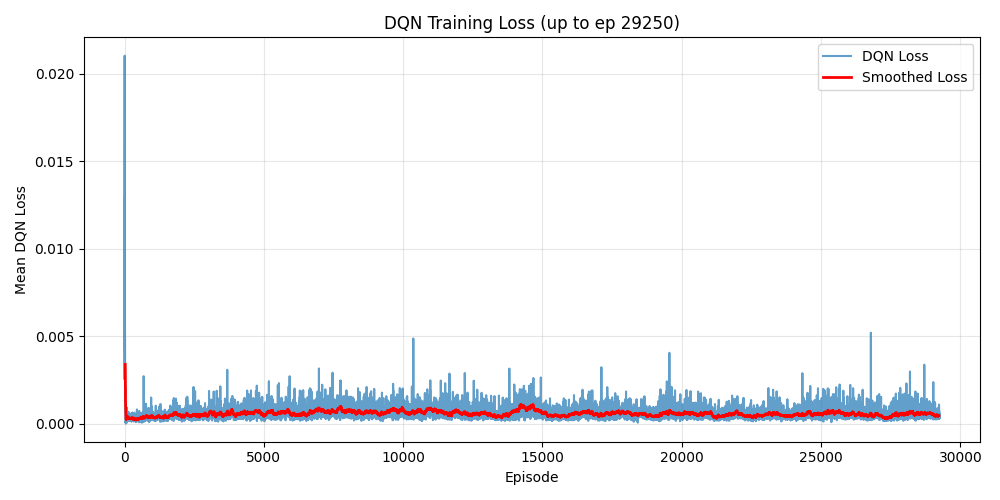 DQN Training Loss (up to ep 29250)
DQN Loss
Smoothed Loss
Mean DQN Loss
0.020
0.015
0.010
0.005
0.000
0 5000 10000 15000 20000 25000 30000
Episode